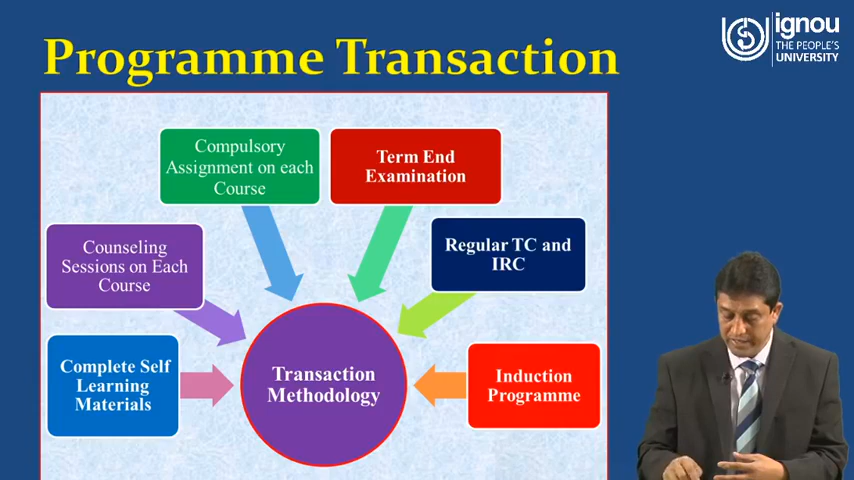 Programme Transaction
ignou
THE PEOPLE'S
UNIVERSITY
Compulsory
Assignment on each
Course
Term End
Examination
Counseling
Sessions on Each
Course
Regular TC and
IRC
Complete Self
Learning
Materials
Transaction
Methodology
Induction
Programme